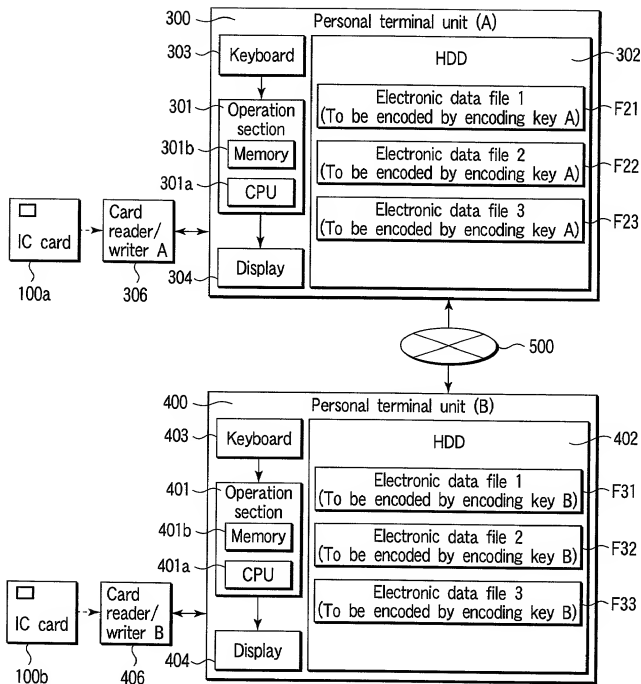 300
Personal terminal unit (A)
303
Keyboard
HDD
302
301
Operation
section
301b
Memory
301a
CPU
Electronic data file 1
(To be encoded by encoding key A)
F21
Electronic data file 2
(To be encoded by encoding key A)
F22
Electronic data file 3
(To be encoded by encoding key A)
F23
IC card
100a
Card
reader/
writer A
306
304
Display
500
400
Personal terminal unit (B)
403
Keyboard
HDD
402
401
Operation
section
401b
Memory
401a
CPU
Electronic data file 1
(To be encoded by encoding key B)
F31
Electronic data file 2
(To be encoded by encoding key B)
F32
Electronic data file 3
(To be encoded by encoding key B)
F33
IC card
100b
Card
reader/
writer B
406
404
Display